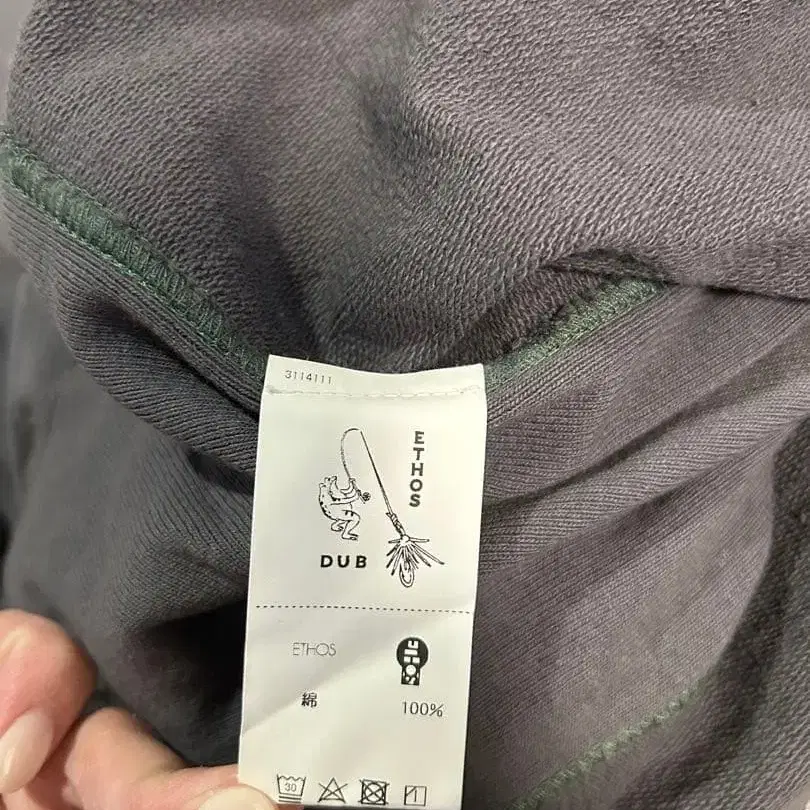 3114111
ETHOS
DUB
ETHOS
綿 100%
30